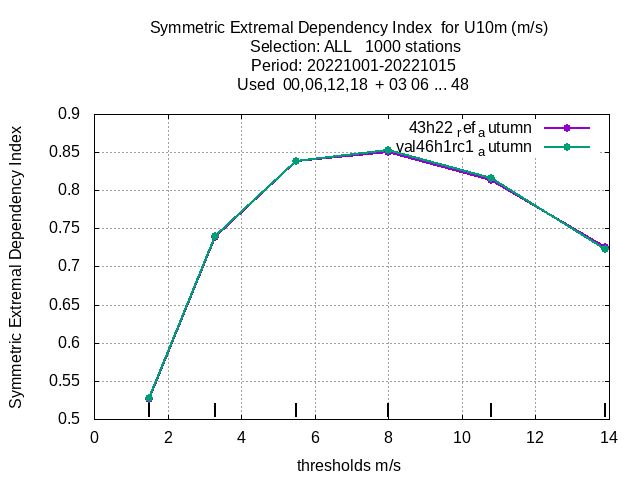 Symmetric Extremal Dependency Index  for U10m (m/s)
Selection: ALL   1000 stations
Period: 20221001-20221015
Used  00,06,12,18  + 03 06 ... 48
43h22 ref autumn
val46h1rc1 autumn
Symmetric Extremal Dependency Index
0.9
0.85
0.8
0.75
0.7
0.65
0.6
0.55
0.5
0 2 4 6 8 10 12 14
thresholds m/s